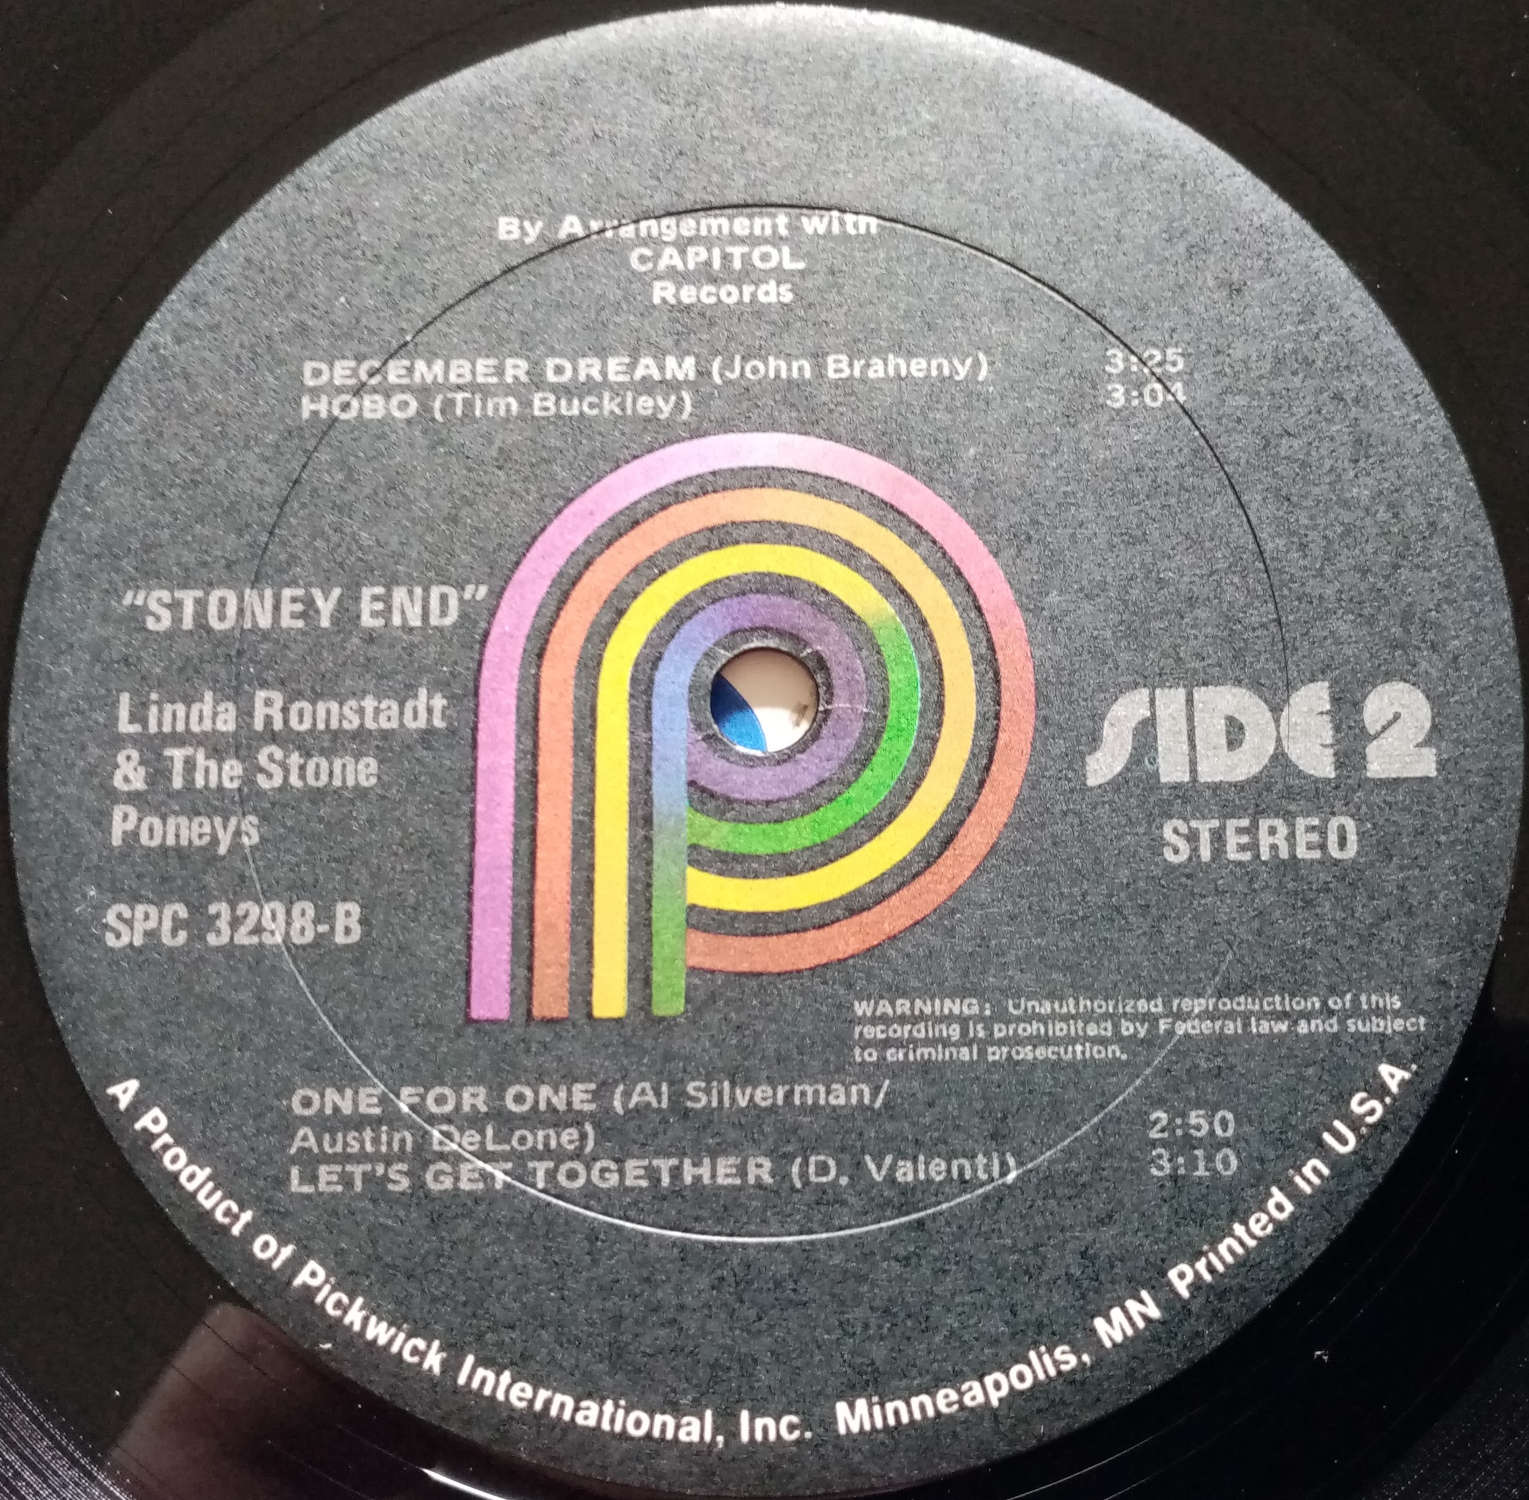 By Arrangement with
CAPITOL
Records
DECEMBER DREAM (John Braheny) 3:25
HOBO (Tim Buckley) 3:04
"STONEY END"
Linda Ronstadt
& The Stone
Poneys
SPC 3298-B
SIDE 2
STEREO
WARNING: Unauthorized reproduction of this
recording is prohibited by Federal law and subject
to criminal prosecution.
ONE FOR ONE (Al Silverman/
Austin DeLone) 2:50
LET'S GET TOGETHER (D. Valenti) 3:10
A Product of Pickwick International, Inc. Minneapolis, MN Printed in U.S.A.